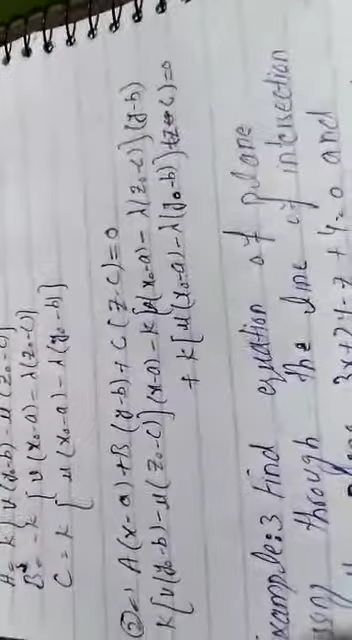 A = k[ν(y₀-b)-μ(z₀-c)]
B = -k[ν(x₀-a)-λ(z₀-c)]
C = k[μ(x₀-a)-λ(y₀-b)]
②⇒ A(x-a)+B(y-b)+C(z-c)=0
k[ν(y₀-b)-μ(z₀-c)](x-a)-k[ν(x₀-a)-λ(z₀-c)](y-b)
+k[μ(x₀-a)-λ(y₀-b)](z-c)=0
xample:3 Find equation of plane
through the line of intersection
3x+2y-z+4=0 and